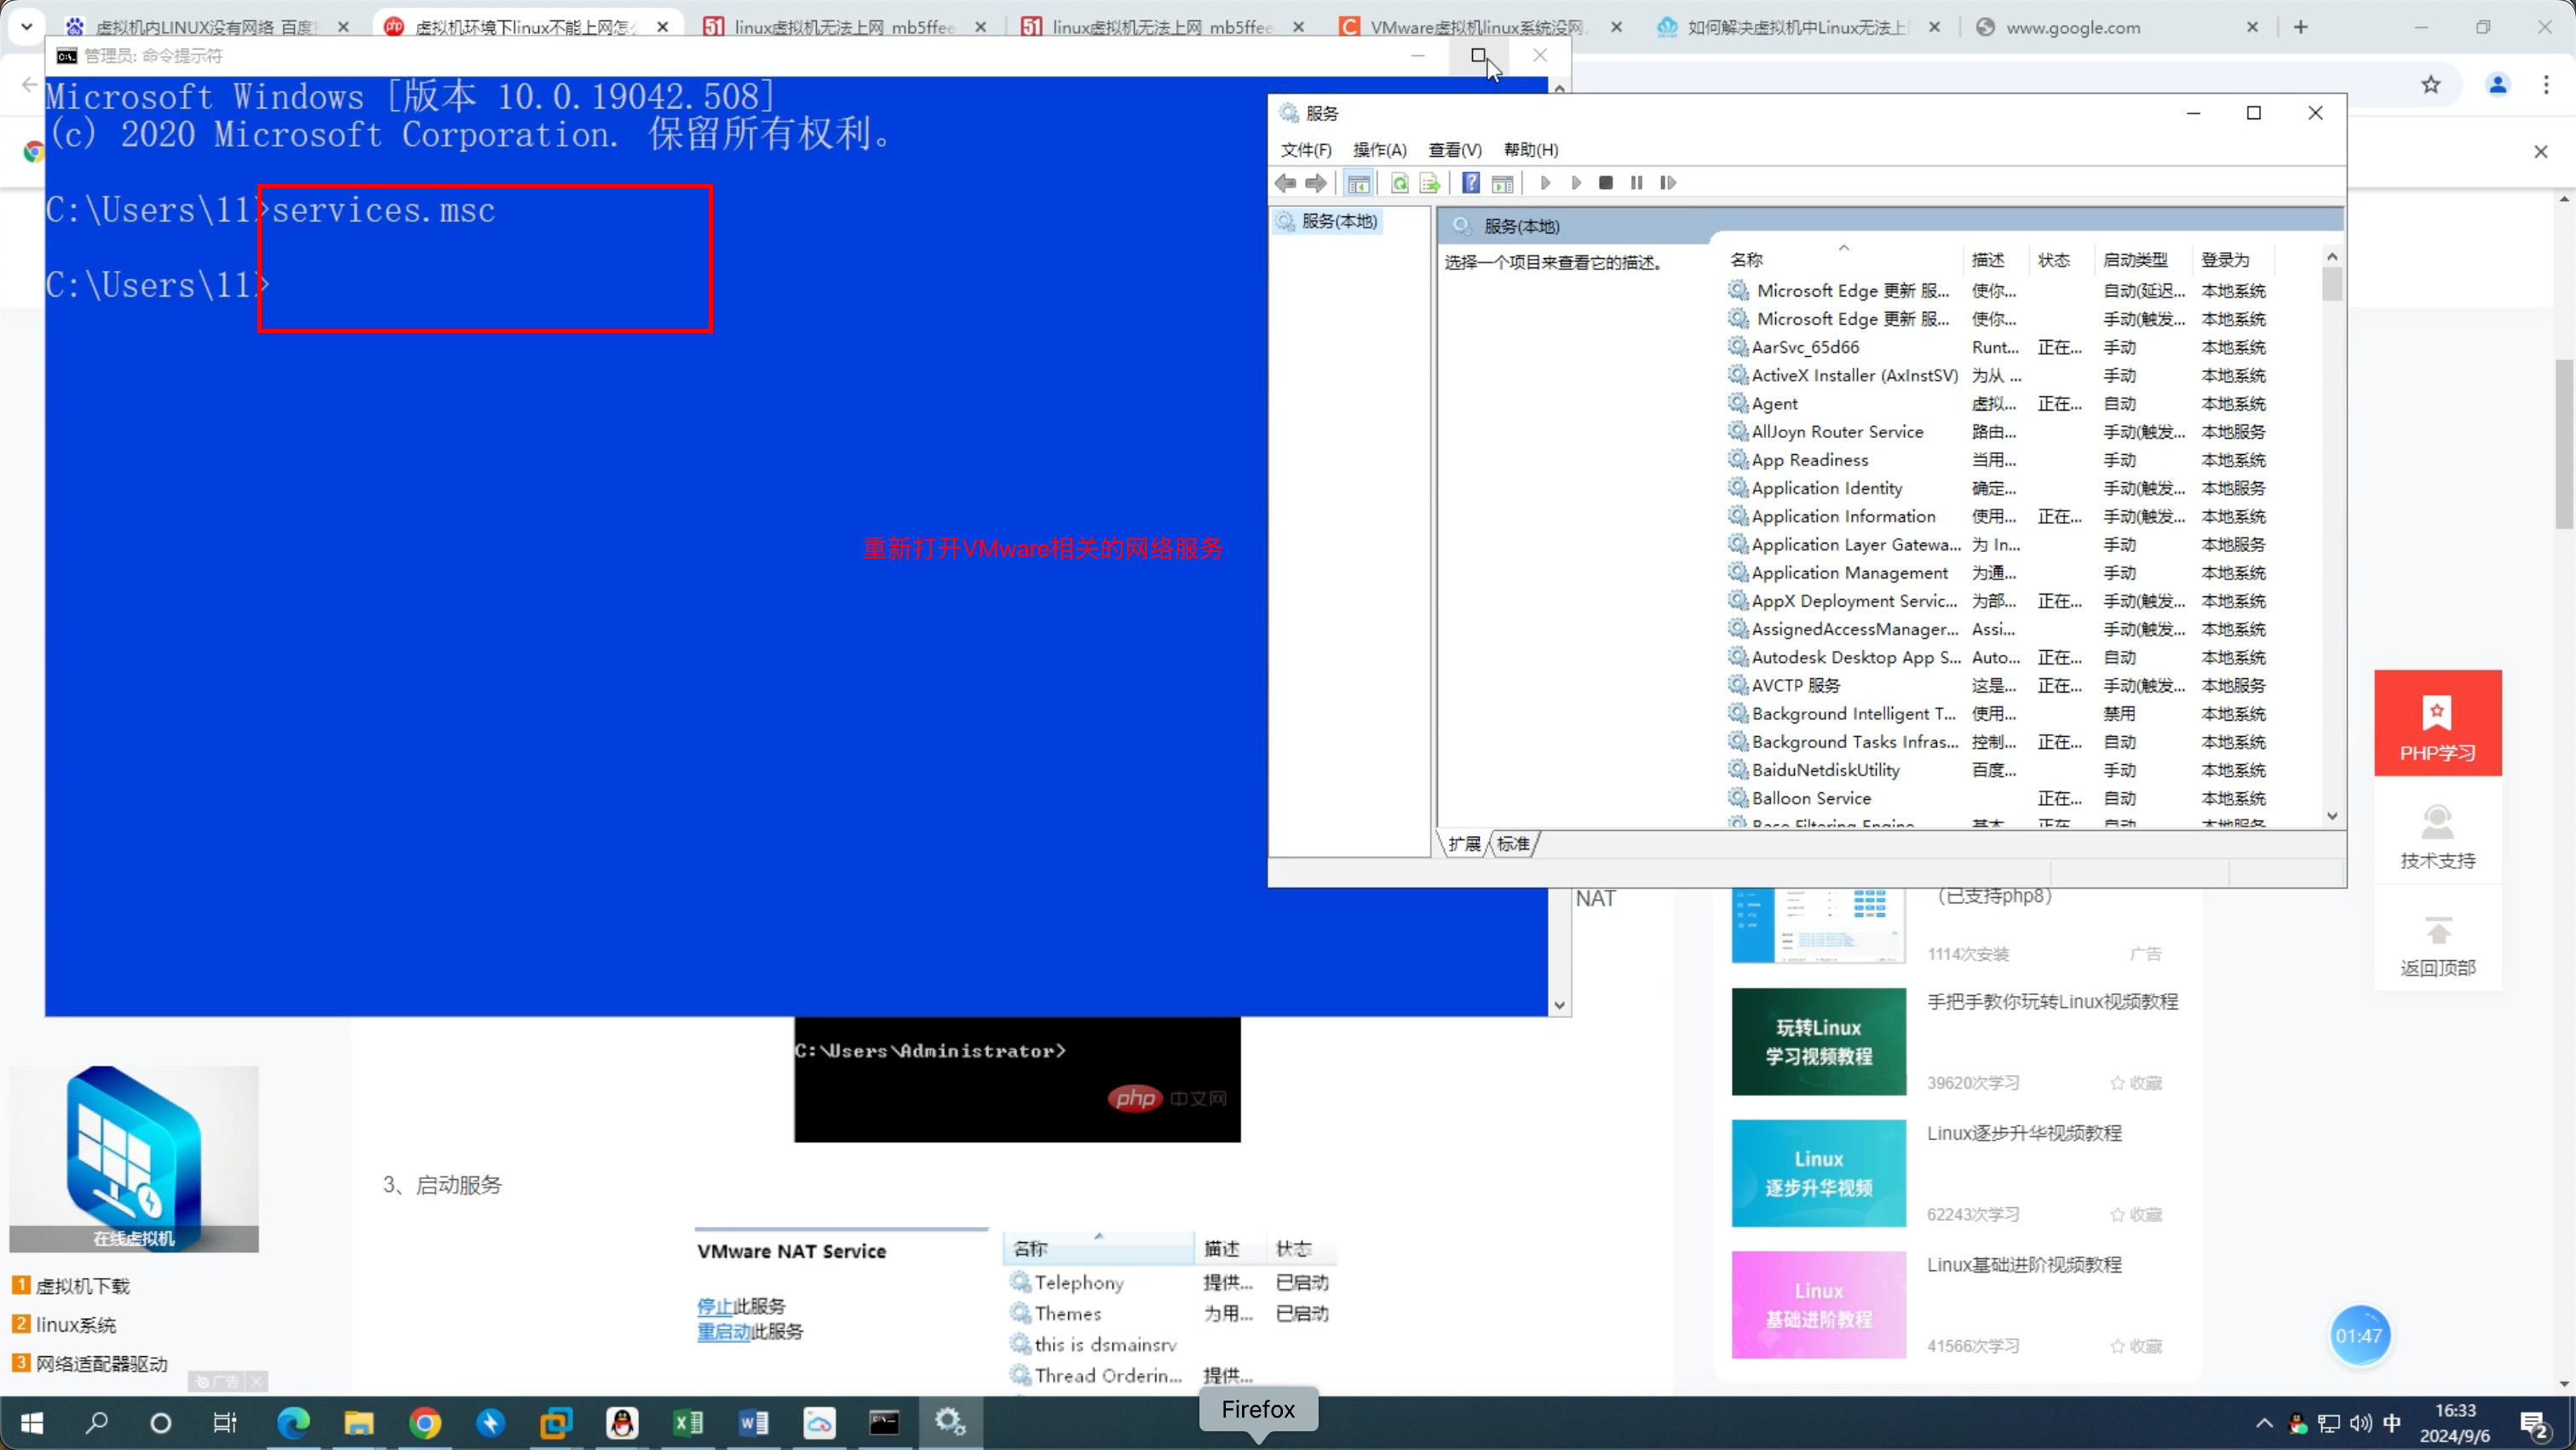 虚拟机内LINUX没有网络 百度
虚拟机环境下linux不能上网怎么
linux虚拟机无法上网 mb5ffee
linux虚拟机无法上网 mb5ffee
VMware虚拟机linux系统没网
如何解决虚拟机中Linux无法上
www.google.com
管理员: 命令提示符
Microsoft Windows [版本 10.0.19042.508]
(c) 2020 Microsoft Corporation. 保留所有权利。
C:\Users\11>services.msc
C:\Users\11>
重新打开VMware相关的网络服务
服务
文件(F) 操作(A) 查看(V) 帮助(H)
服务(本地)
服务(本地)
选择一个项目来查看它的描述。
名称 描述 状态 启动类型 登录为
Microsoft Edge 更新 服... 使你... 自动(延迟... 本地系统
Microsoft Edge 更新 服... 使你... 手动(触发... 本地系统
AarSvc_65d66 Runt... 正在... 手动 本地系统
ActiveX Installer (AxInstSV) 为从 ... 手动 本地系统
Agent 虚拟... 正在... 自动 本地系统
AllJoyn Router Service 路由... 手动(触发... 本地服务
App Readiness 当用... 手动 本地系统
Application Identity 确定... 手动(触发... 本地服务
Application Information 使用... 正在... 手动(触发... 本地系统
Application Layer Gatewa... 为 In... 手动 本地服务
Application Management 为通... 手动 本地系统
AppX Deployment Servic... 为部... 正在... 手动(触发... 本地系统
AssignedAccessManager... Assi... 手动(触发... 本地系统
Autodesk Desktop App S... Auto... 正在... 自动 本地系统
AVCTP 服务 这是... 正在... 手动(触发... 本地服务
Background Intelligent T... 使用... 禁用 本地系统
Background Tasks Infras... 控制... 正在... 自动 本地系统
BaiduNetdiskUtility 百度... 手动 本地系统
Balloon Service 正在... 自动 本地系统
Base Filtering Engine 基本... 正在... 自动 本地服务
扩展 标准
PHP学习
技术支持
返回顶部
NAT
(已支持php8)
1114次安装 广告
玩转Linux
学习视频教程
手把手教你玩转Linux视频教程
39620次学习 收藏
Linux
逐步升华视频
Linux逐步升华视频教程
62243次学习 收藏
Linux
基础进阶教程
Linux基础进阶视频教程
41566次学习 收藏
C:\Users\Administrator>
php 中文网
3、启动服务
VMware NAT Service
停止此服务
重启动此服务
名称 描述 状态
Telephony 提供... 已启动
Themes 为用... 已启动
this is dsmainsrv
Thread Orderin... 提供...
在线虚拟机
1 虚拟机下载
2 linux系统
3 网络适配器驱动
广告
01:47
Firefox
中
16:33
2024/9/6
2